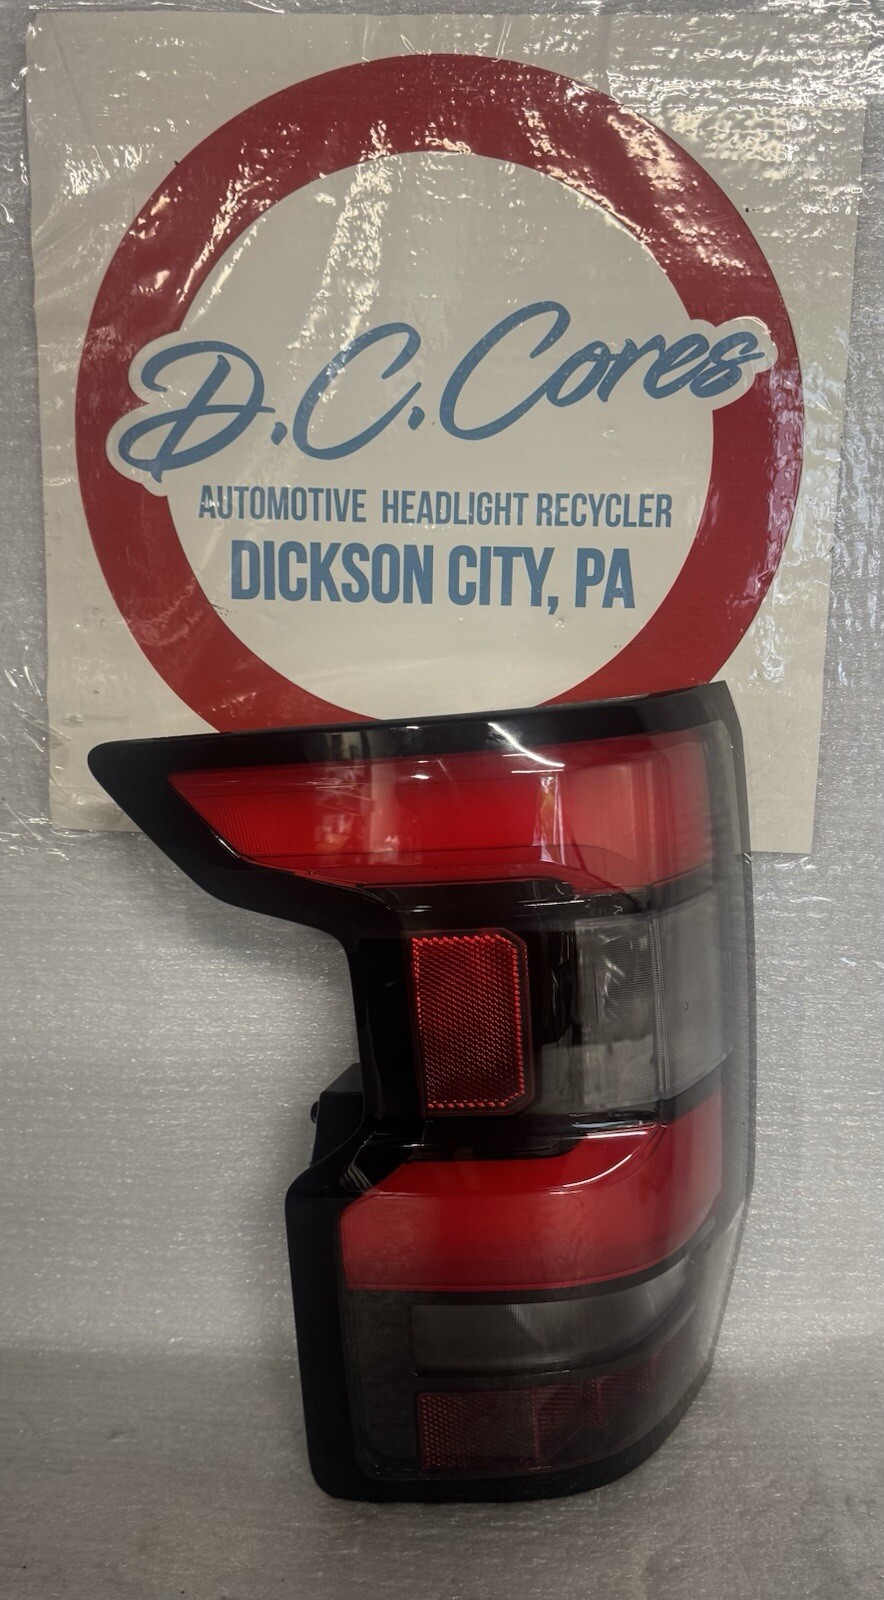 D.C. Cores
AUTOMOTIVE HEADLIGHT RECYCLER
DICKSON CITY, PA